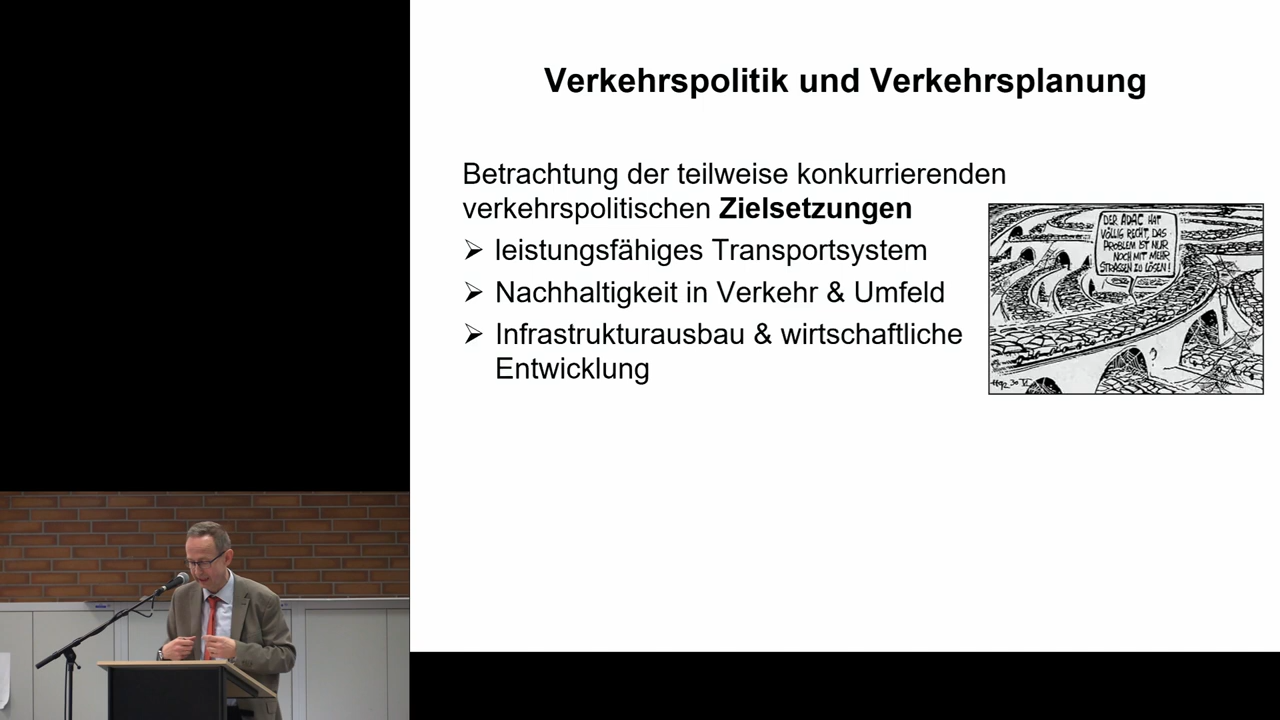 Verkehrspolitik und Verkehrsplanung
Betrachtung der teilweise konkurrierenden
verkehrspolitischen Zielsetzungen
➢ leistungsfähiges Transportsystem
➢ Nachhaltigkeit in Verkehr & Umfeld
➢ Infrastrukturausbau & wirtschaftliche
Entwicklung
DER ADAC HAT
VÖLLIG RECHT, DAS
PROBLEM IST NUR
NOCH MIT MEHR
STRASSEN ZU LÖSEN!